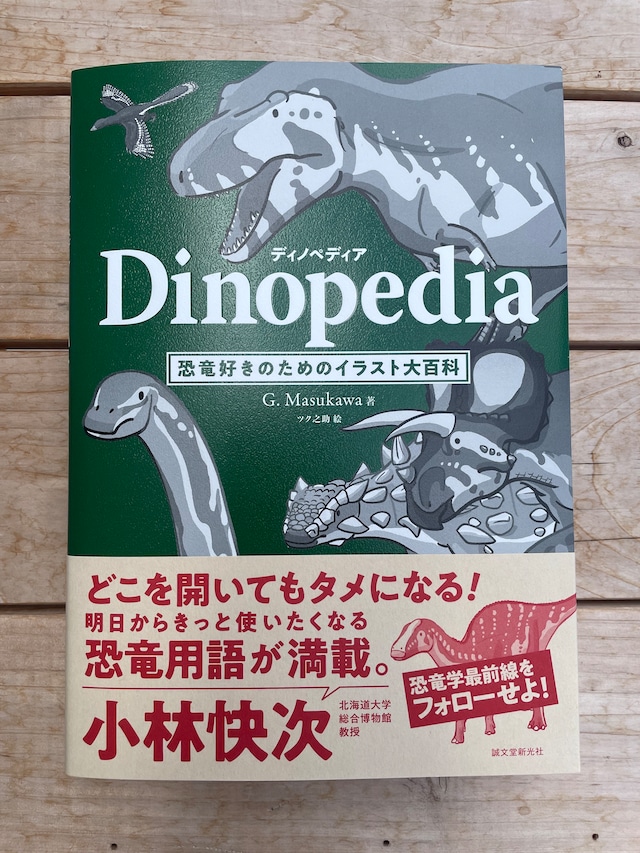 ディノペディア
Dinopedia
恐竜好きのためのイラスト大百科
G. Masukawa 著
ツク之助 絵
どこを開いてもタメになる!
明日からきっと使いたくなる
恐竜用語が満載。
小林快次
北海道大学
総合博物館
教授
恐竜学最前線を
フォローせよ!
誠文堂新光社